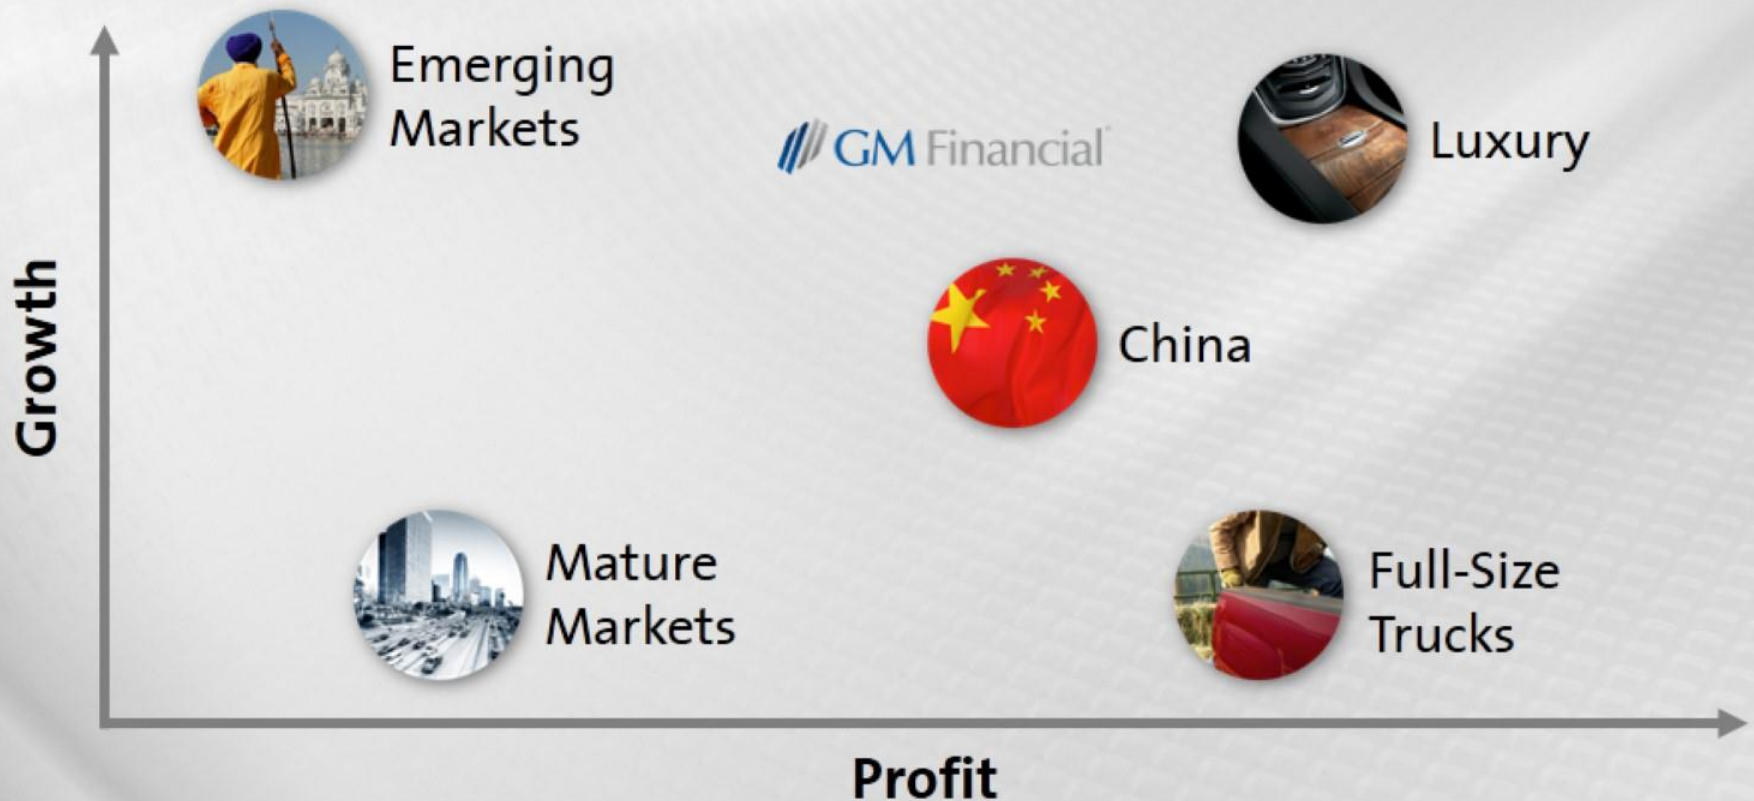 Emerging
Markets
GM Financial
Luxury
Growth
China
Mature
Markets
Full-Size
Trucks
Profit